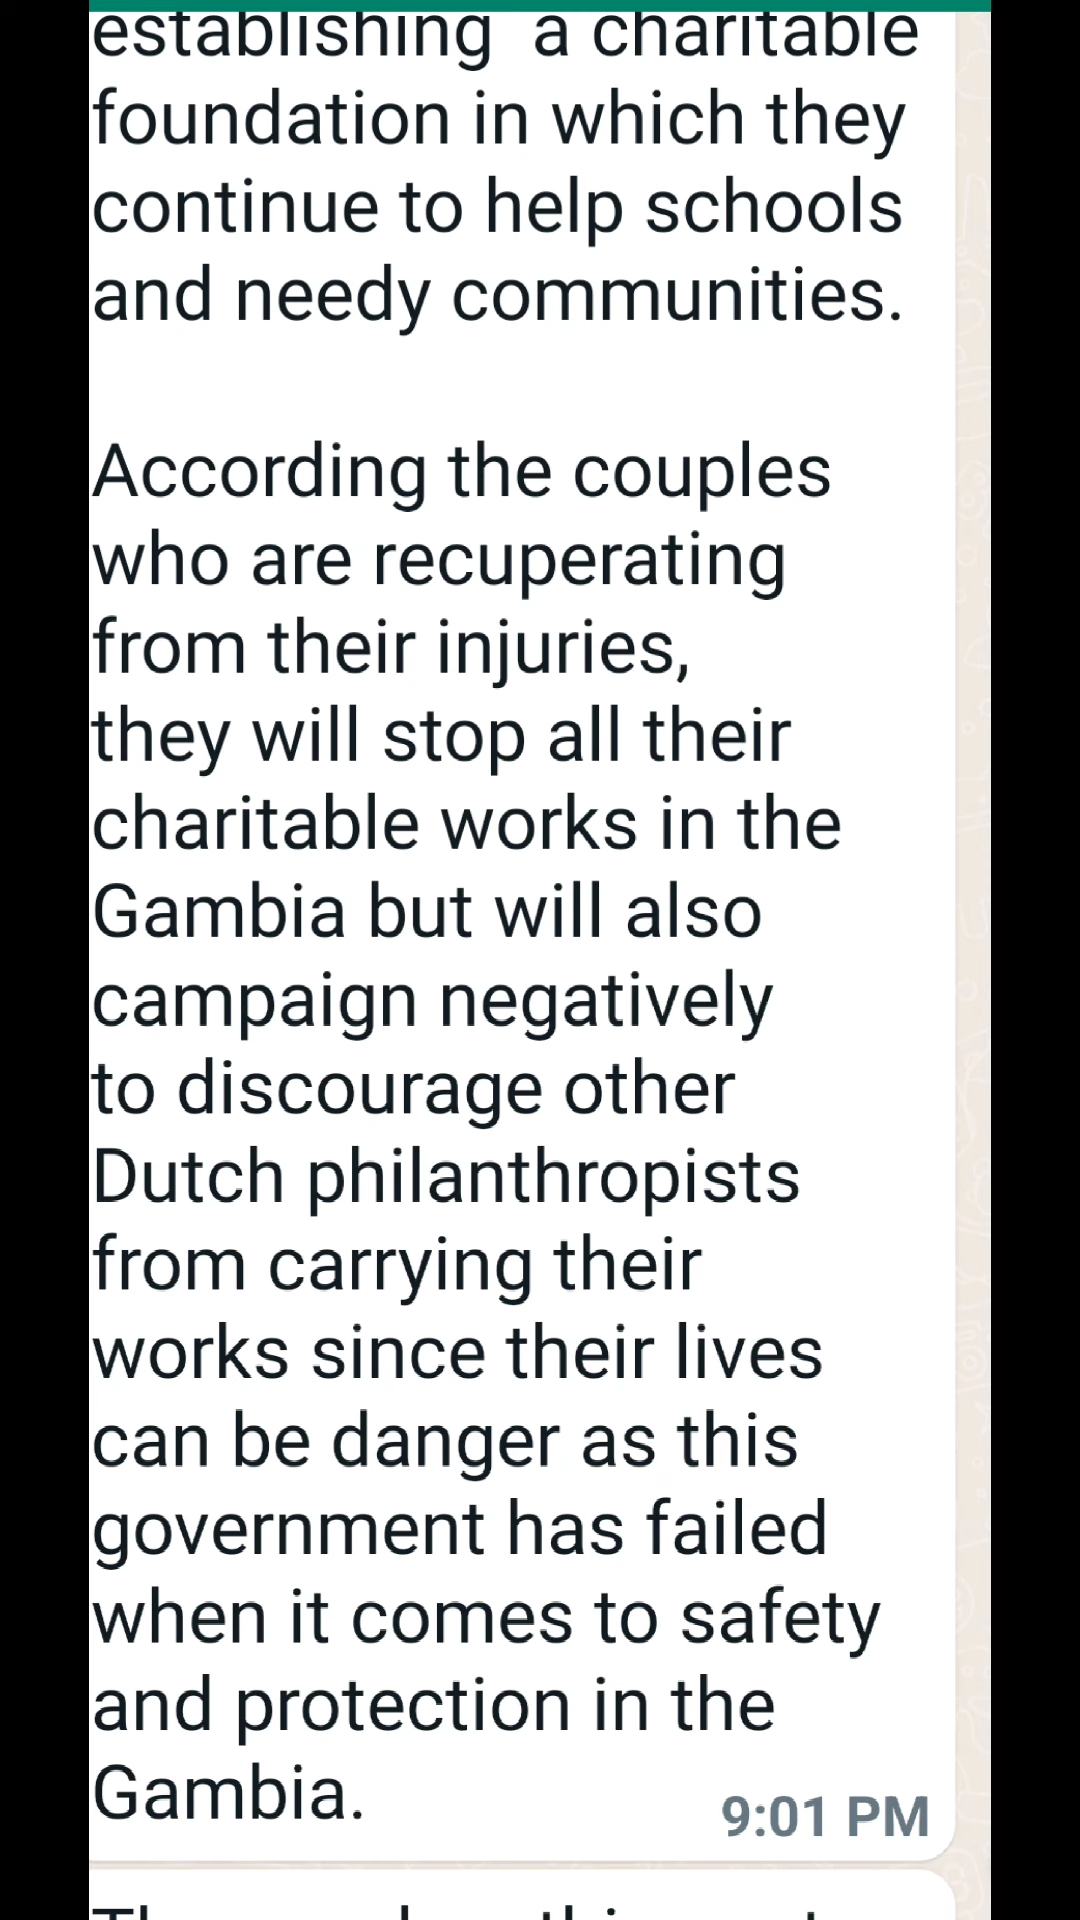 establishing  a charitable
foundation in which they
continue to help schools
and needy communities.
According the couples
who are recuperating
from their injuries,
they will stop all their
charitable works in the
Gambia but will also
campaign negatively
to discourage other
Dutch philanthropists
from carrying their
works since their lives
can be danger as this
government has failed
when it comes to safety
and protection in the
Gambia.
9:01 PM